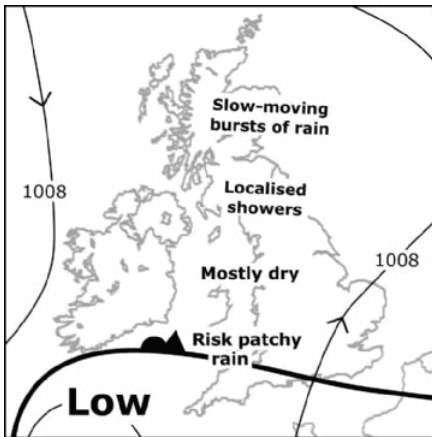 Slow-moving
bursts of rain
1008
Localised
showers
1008
Mostly dry
Risk patchy
rain
Low